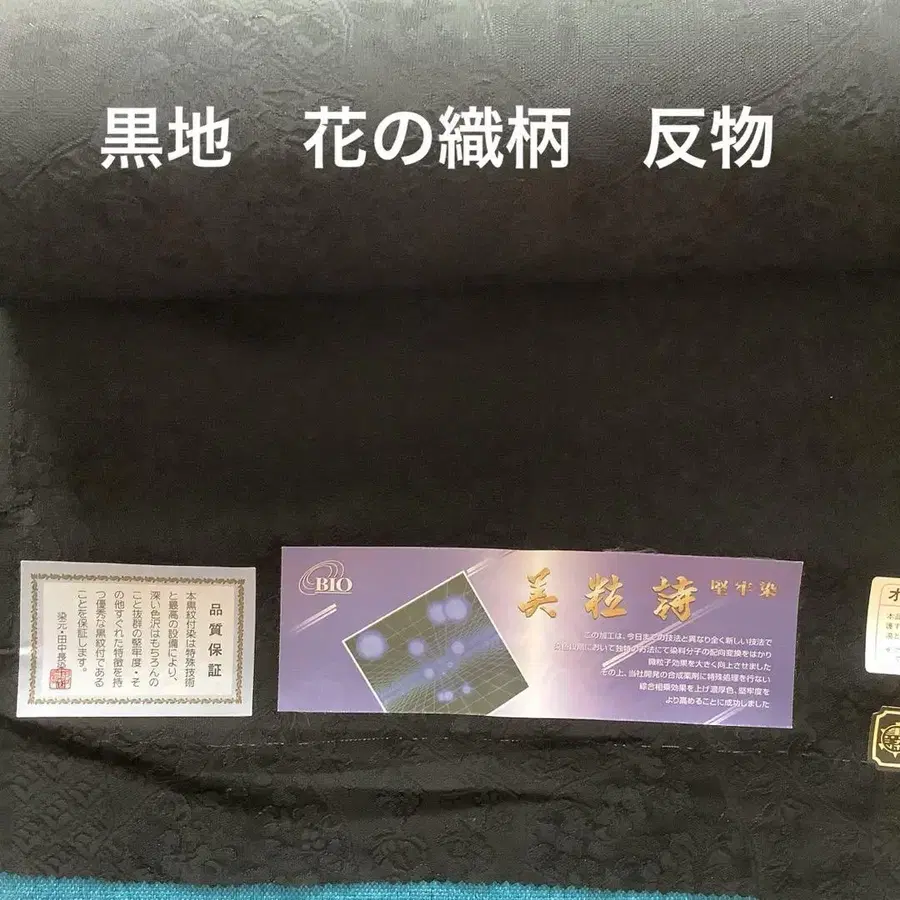 黒地　花の織柄　反物
品質保証
本黒紋付染は特殊技術
と最高の設備により、
深い色沢はもちろんの
こと抜群の堅牢度・そ
の他すぐれた特徴を持
つ優秀な黒紋付である
ことを保証します。
染元・田中長染
BIO
美粒詩 堅牢染
この加工は、今日までの技法と異なり全く新しい技法で
おいて独特の方法にて染料分子の配向変換をはかり
微粒子効果を大きく向上させました
その上、当社開発の合成薬剤に特殊処理を行ない
綜合相乗効果を上げ濃厚色、堅牢度を
より高めることに成功しました
オ